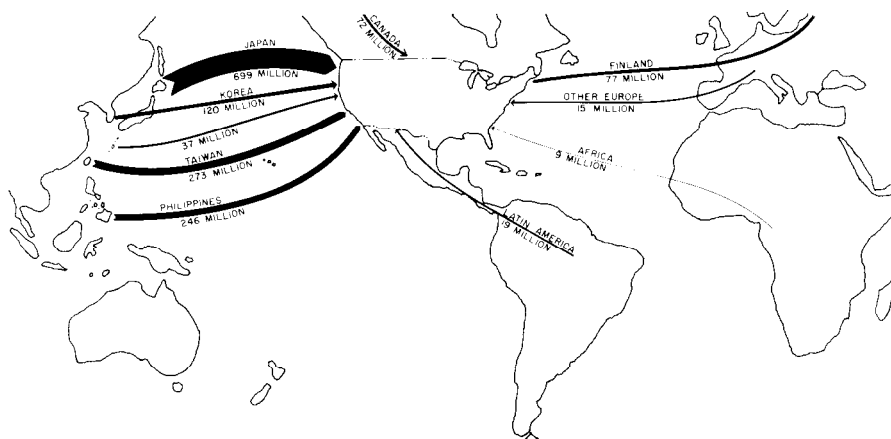 JAPAN
699 MILLION
KOREA
120 MILLION
37 MILLION
TAIWAN
273 MILLION
PHILIPPINES
246 MILLION
CANADA
72 MILLION
FINLAND
77 MILLION
OTHER EUROPE
15 MILLION
AFRICA
9 MILLION
LATIN AMERICA
19 MILLION